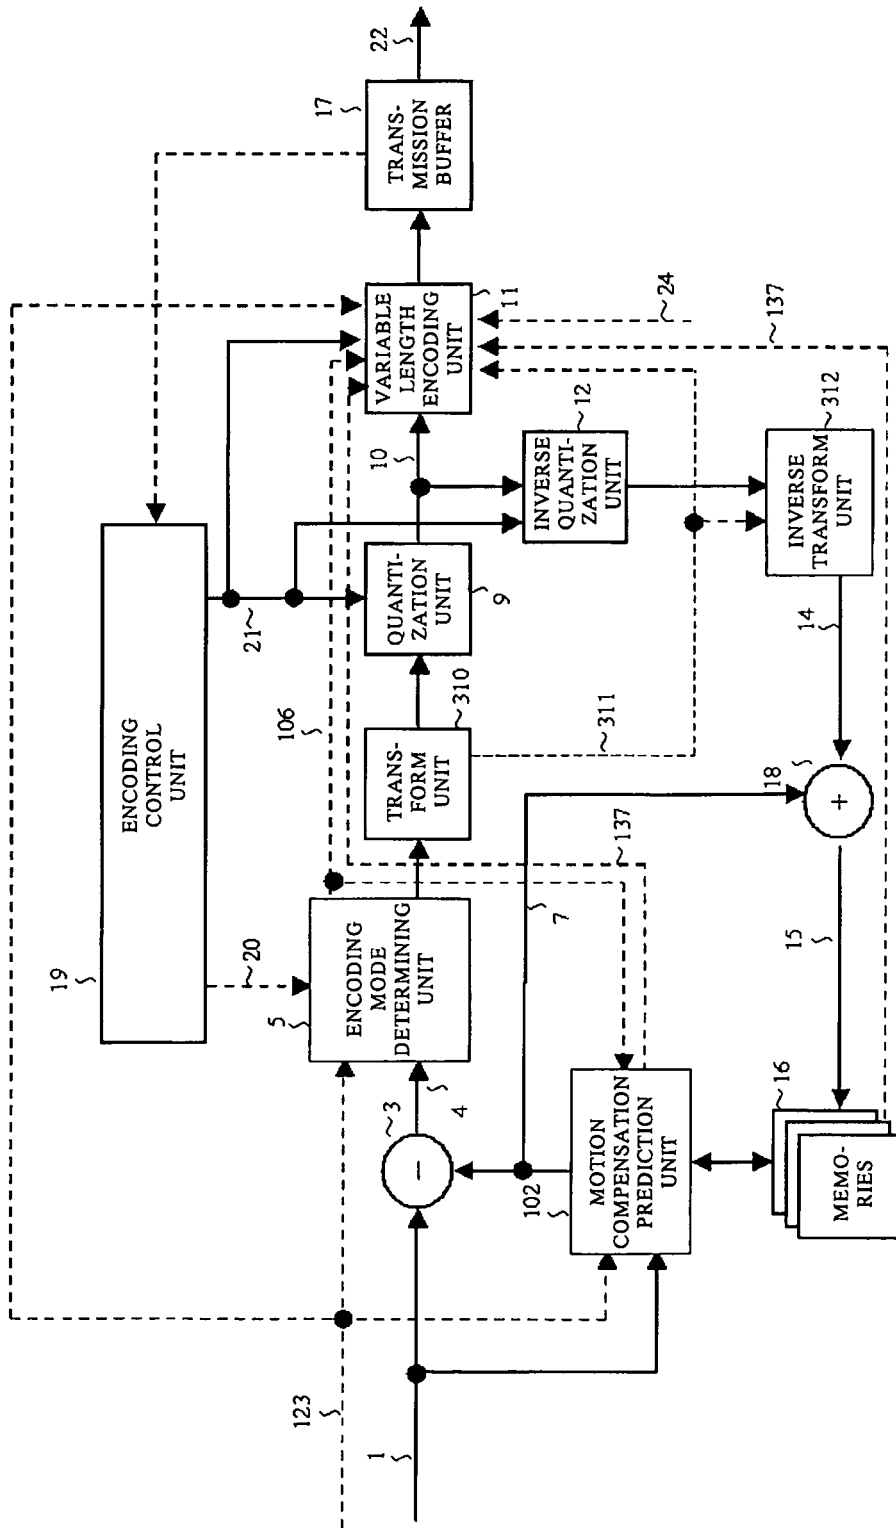 19
ENCODING
CONTROL
UNIT
17
TRANS-
MISSION
BUFFER
22
20
21
106
5
ENCODING
MODE
DETERMINING
UNIT
TRANS-
FORM
UNIT
310
QUANTI-
ZATION
UNIT
9
10
VARIABLE
LENGTH
ENCODING
UNIT
11
24
137
123
1
3
−
4
7
137
311
INVERSE
QUANTI-
ZATION
UNIT
12
102
MOTION
COMPENSATION
PREDICTION
UNIT
18
+
14
INVERSE
TRANSFORM
UNIT
312
15
16
MEMO-
RIES